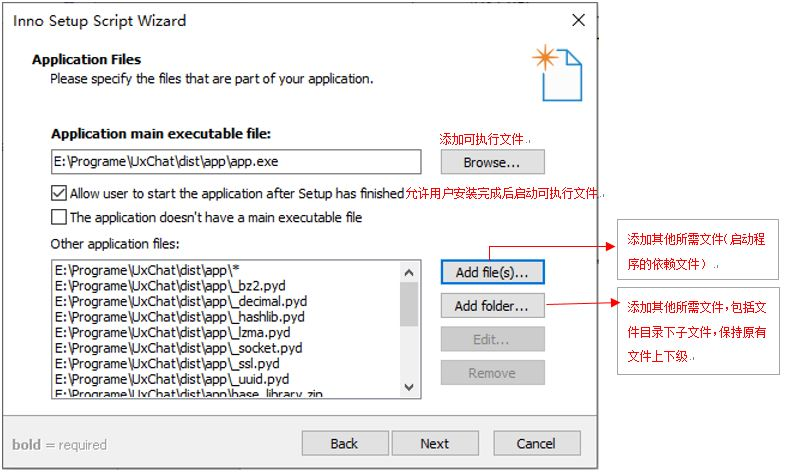 Inno Setup Script Wizard
Application Files
Please specify the files that are part of your application.
Application main executable file:
添加可执行文件
E:\Programe\UxChat\dist\app\app.exe
Browse...
Allow user to start the application after Setup has finished允许用户安装完成后启动可执行文件
The application doesn't have a main executable file
Other application files:
E:\Programe\UxChat\dist\app\*
E:\Programe\UxChat\dist\app\_bz2.pyd
E:\Programe\UxChat\dist\app\_decimal.pyd
E:\Programe\UxChat\dist\app\_hashlib.pyd
E:\Programe\UxChat\dist\app\_lzma.pyd
E:\Programe\UxChat\dist\app\_socket.pyd
E:\Programe\UxChat\dist\app\_ssl.pyd
E:\Programe\UxChat\dist\app\_uuid.pyd
E:\Programe\UxChat\dist\app\base_library.zip
Add file(s)...
Add folder...
Edit...
Remove
添加其他所需文件(启动程
序的依赖文件)
添加其他所需文件,包括文
件目录下子文件,保持原有
文件上下级
bold = required
Back
Next
Cancel